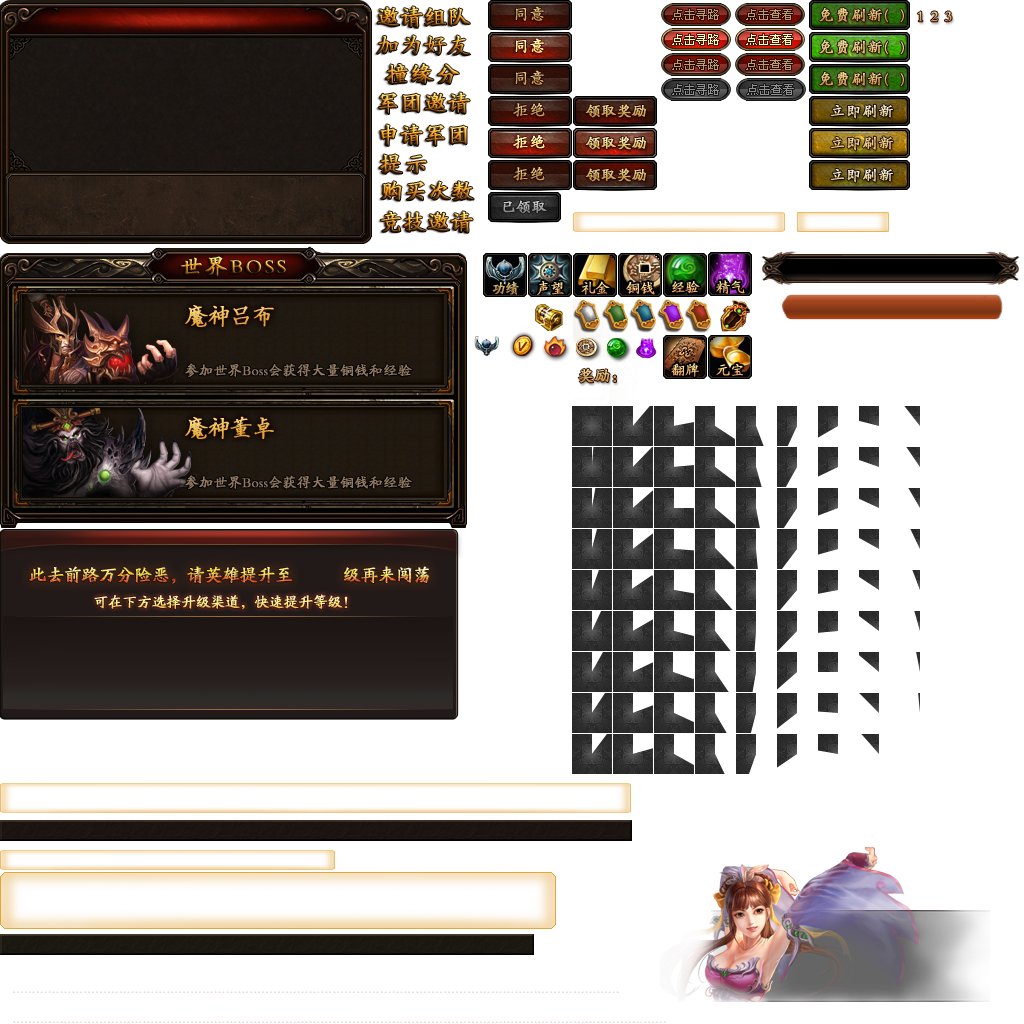 邀请组队
加为好友
撞缘分
军团邀请
申请军团
提示
购买次数
竞技邀请
同意
同意
同意
拒绝
拒绝
拒绝
已领取
领取奖励
领取奖励
领取奖励
点击寻路
点击查看
点击寻路
点击查看
点击寻路
点击查看
点击寻路
点击查看
免费刷新( )
免费刷新( )
免费刷新( )
立即刷新
立即刷新
立即刷新
1 2 3
世界BOSS
魔神吕布
参加世界Boss会获得大量铜钱和经验
魔神董卓
参加世界Boss会获得大量铜钱和经验
功绩
声望
礼金
铜钱
经验
精气
翻牌
元宝
奖励：
此去前路万分险恶，请英雄提升至 级再来闯荡
可在下方选择升级渠道，快速提升等级！